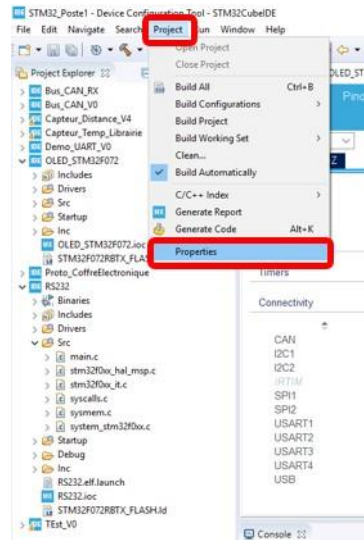 STM32_Poste1 - Device Configuration Tool - STM32CubeIDE
File Edit Navigate Search Project Run Window Help
Project Explorer
Bus_CAN_RX
Bus_CAN_V0
Capteur_Distance_V4
Capteur_Temp_Librairie
Demo_UART_V0
OLED_STM32F072
Includes
Drivers
Src
Startup
Inc
OLED_STM32F072.ioc
STM32F072RBTX_FLAS
Proto_CoffreElectronique
RS232
Binaries
Includes
Drivers
Src
main.c
stm32f0xx_hal_msp.c
stm32f0xx_it.c
syscalls.c
sysmem.c
system_stm32f0xx.c
Startup
Debug
Inc
RS232.elf.launch
RS232.ioc
STM32F072RBTX_FLASH.ld
TEst_V0
Open Project
Close Project
Build All Ctrl+B
Build Configurations
Build Project
Build Working Set
Clean...
Build Automatically
C/C++ Index
Generate Report
Generate Code Alt+K
Properties
OLED_ST
Pinc
Z
Timers
Connectivity
CAN
I2C1
I2C2
IRTIM
SPI1
SPI2
USART1
USART2
USART3
USART4
USB
Console